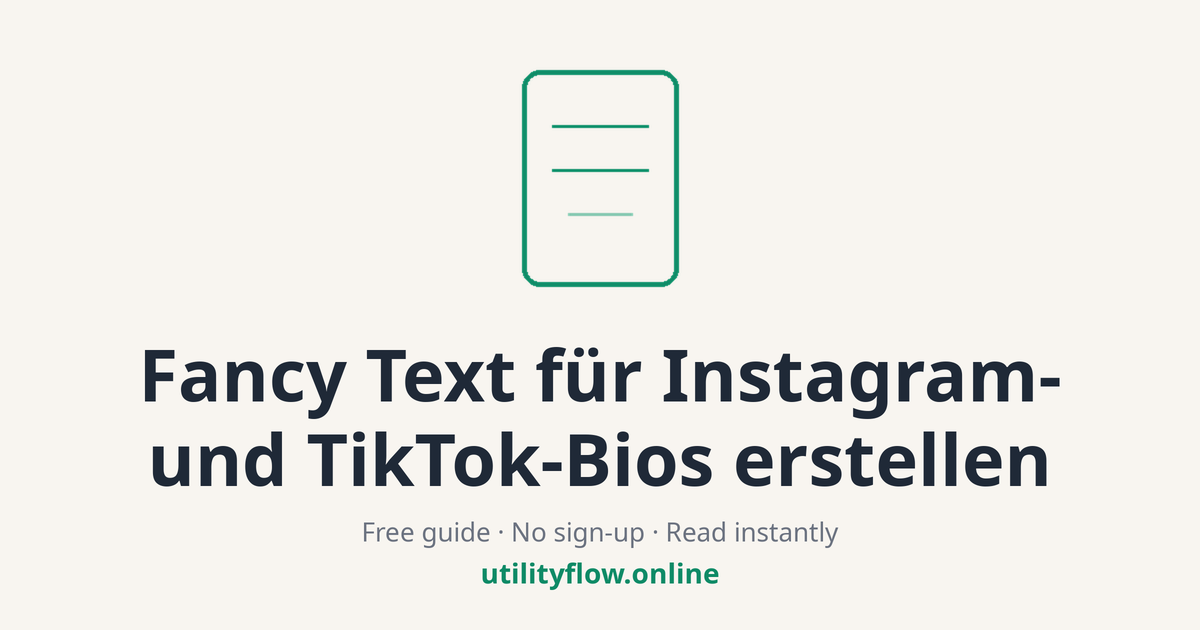 Fancy Text für Instagram-
und TikTok-Bios erstellen
Free guide · No sign-up · Read instantly
utilityflow.online